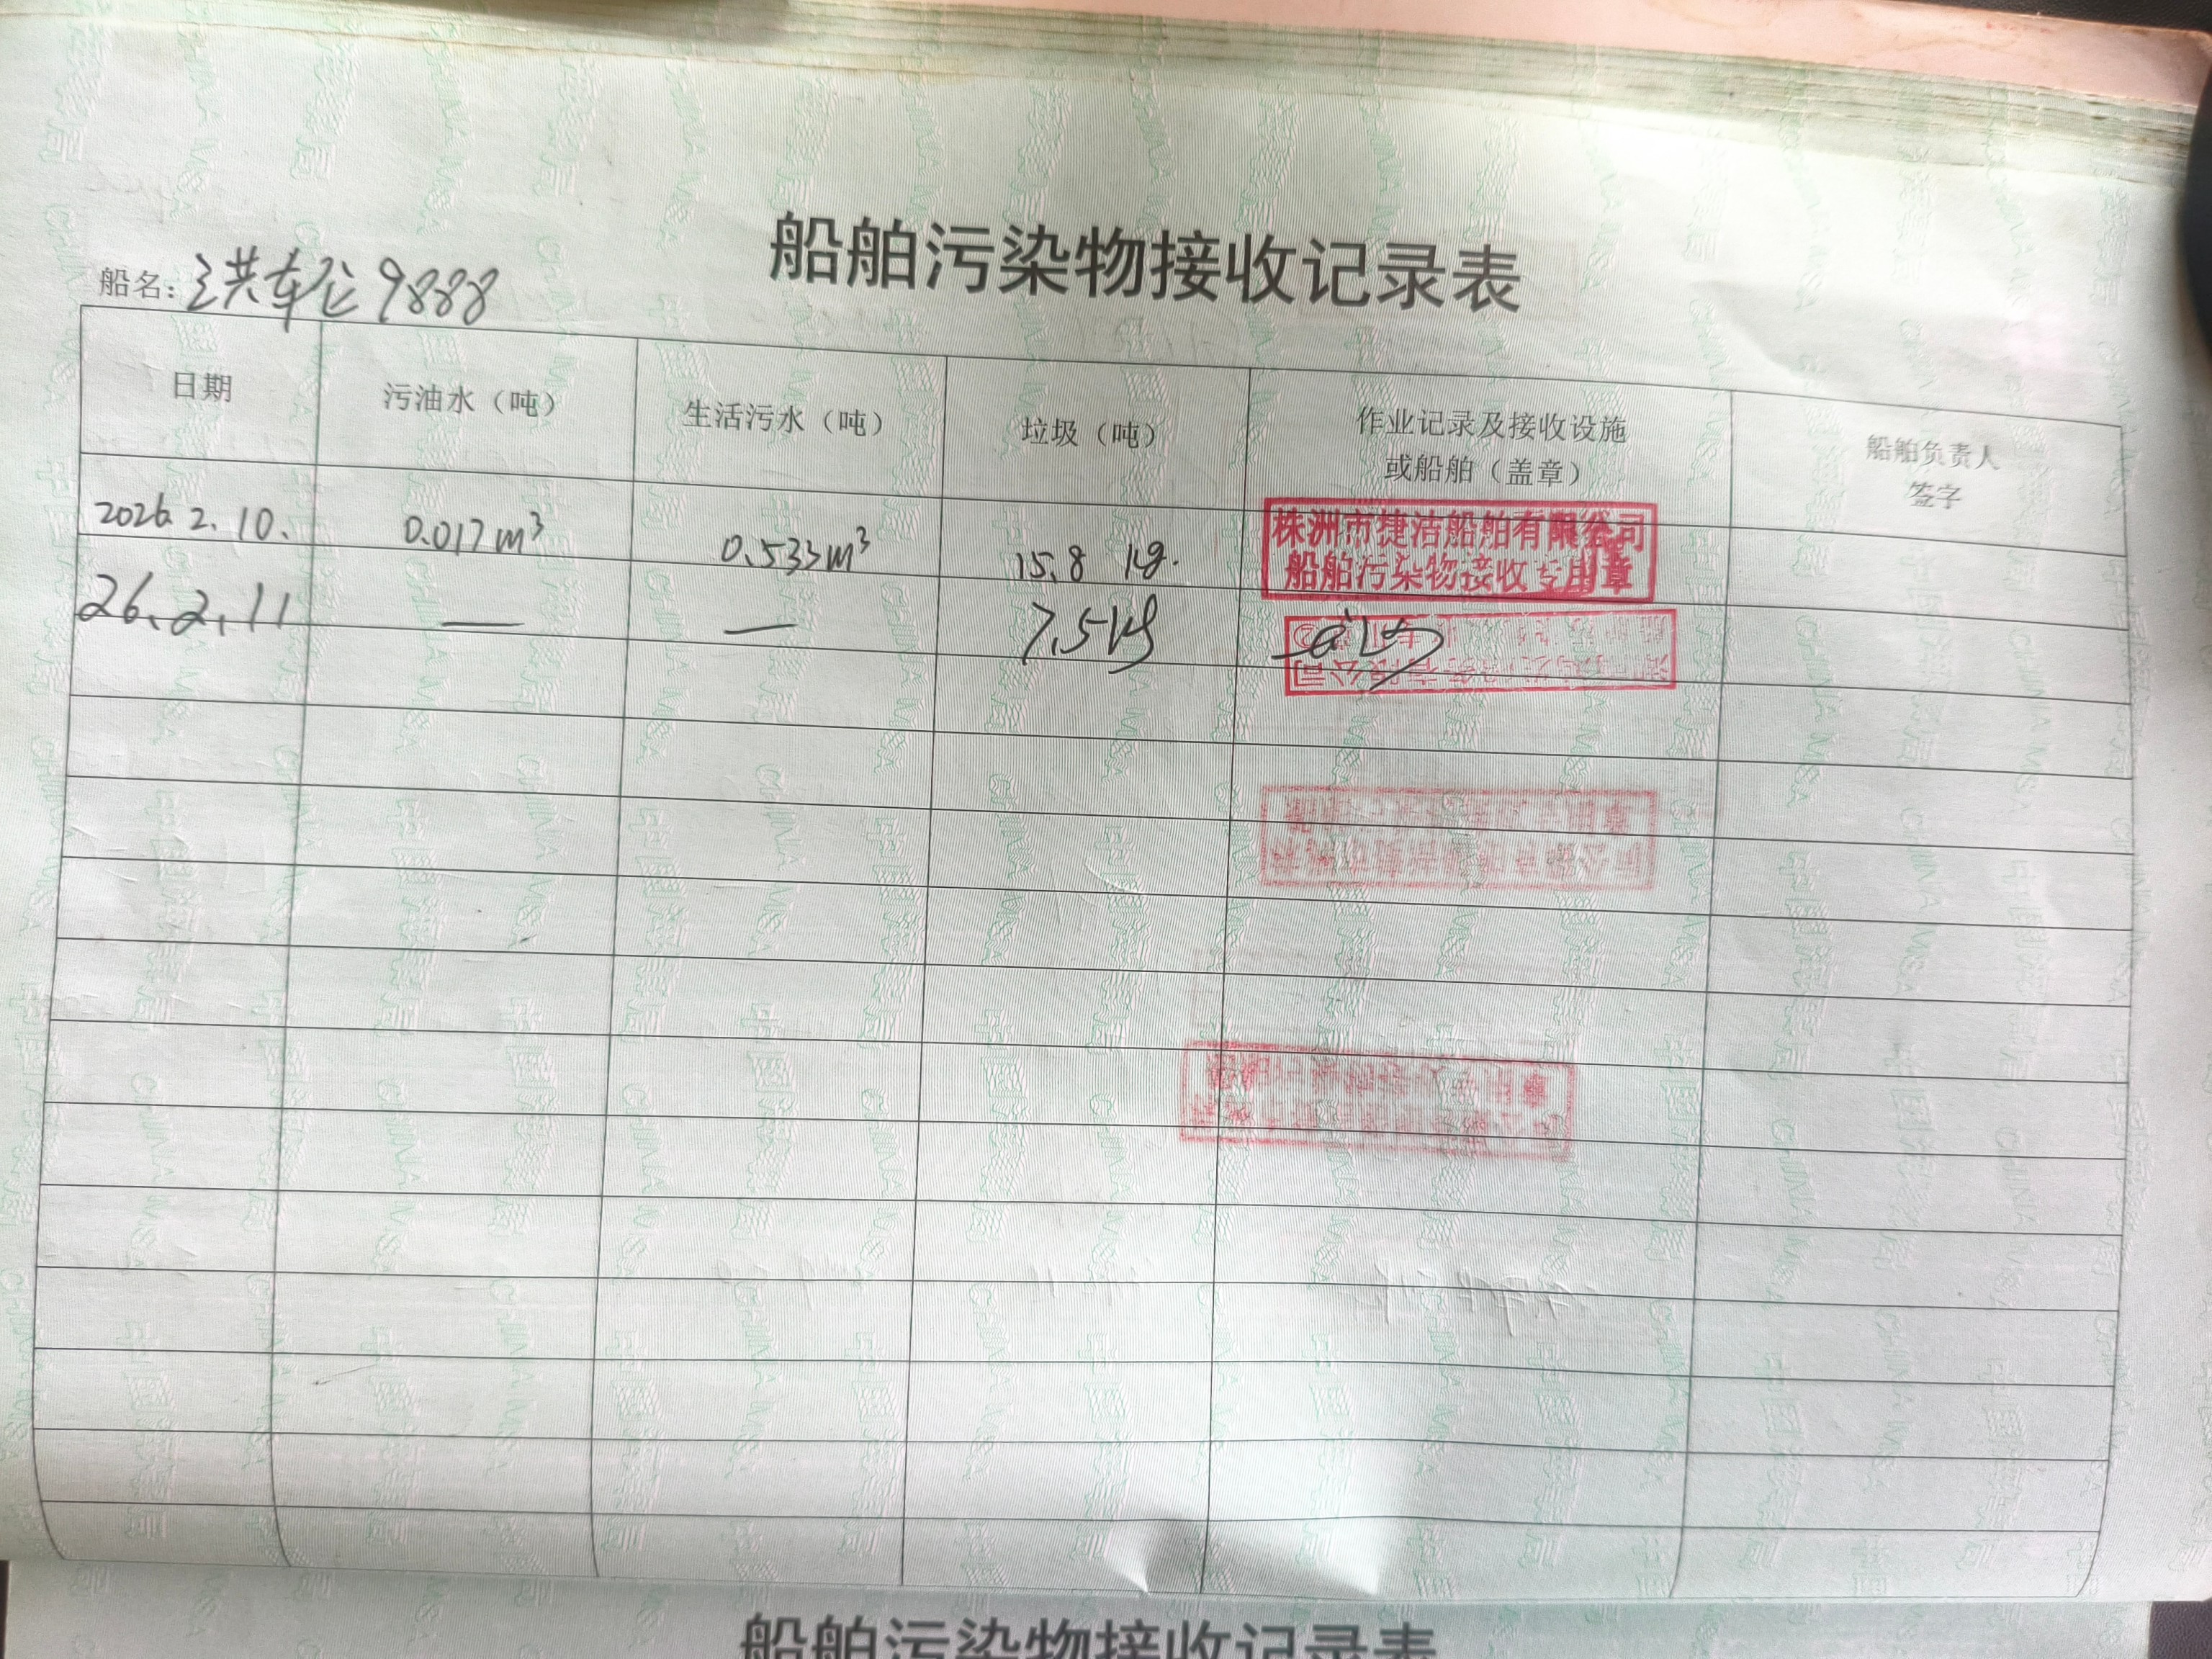 船舶污染物接收记录表
船名：洪车伦9888
日期 污油水（吨） 生活污水（吨） 垃圾（吨） 作业记录及接收设施或船舶（盖章） 船舶负责人签字
2026.2.10. 0.017m³ 0.533m³ 15.8 kg. 株洲市捷洁船舶有限公司
船舶污染物接收专用章
26.2.11 — — 7.5kg
船舶污染物接收记录表